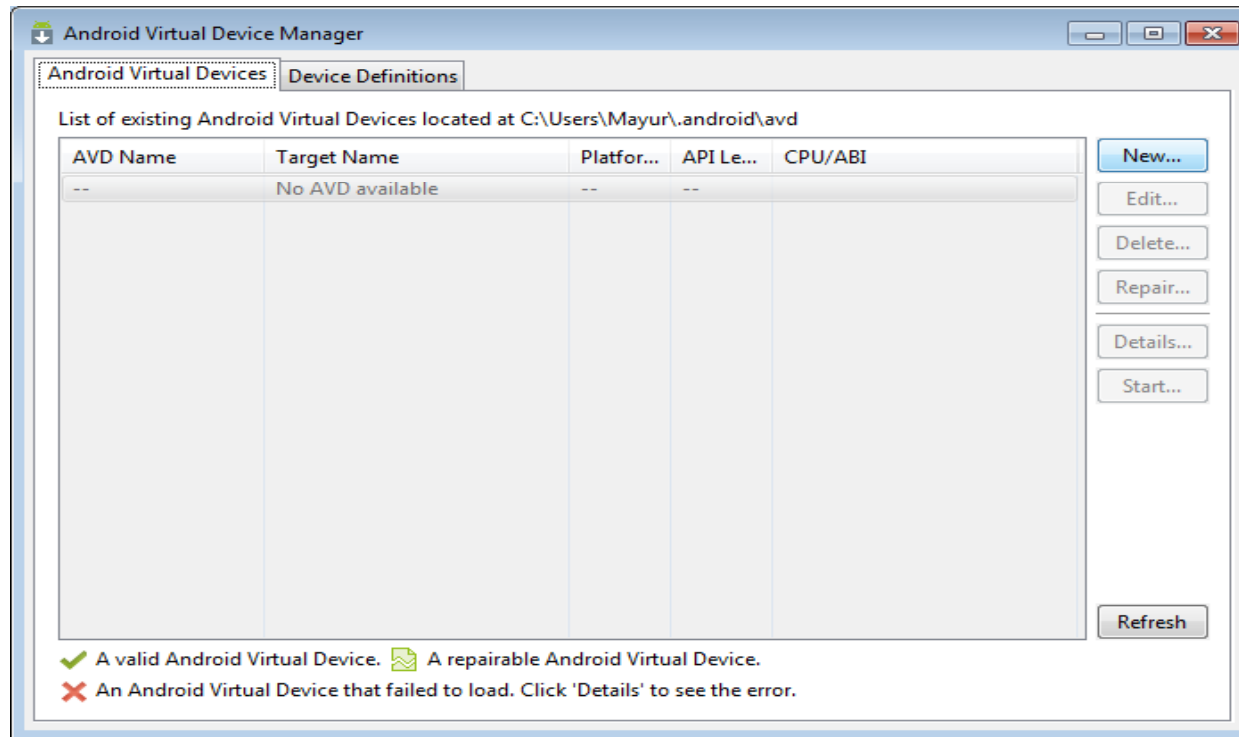 Android Virtual Device Manager
Android Virtual Devices Device Definitions
List of existing Android Virtual Devices located at C:\Users\Mayur\.android\avd
AVD Name Target Name Platfor... API Le... CPU/ABI
-- No AVD available -- --
New...
Edit...
Delete...
Repair...
Details...
Start...
Refresh
A valid Android Virtual Device. A repairable Android Virtual Device.
An Android Virtual Device that failed to load. Click 'Details' to see the error.